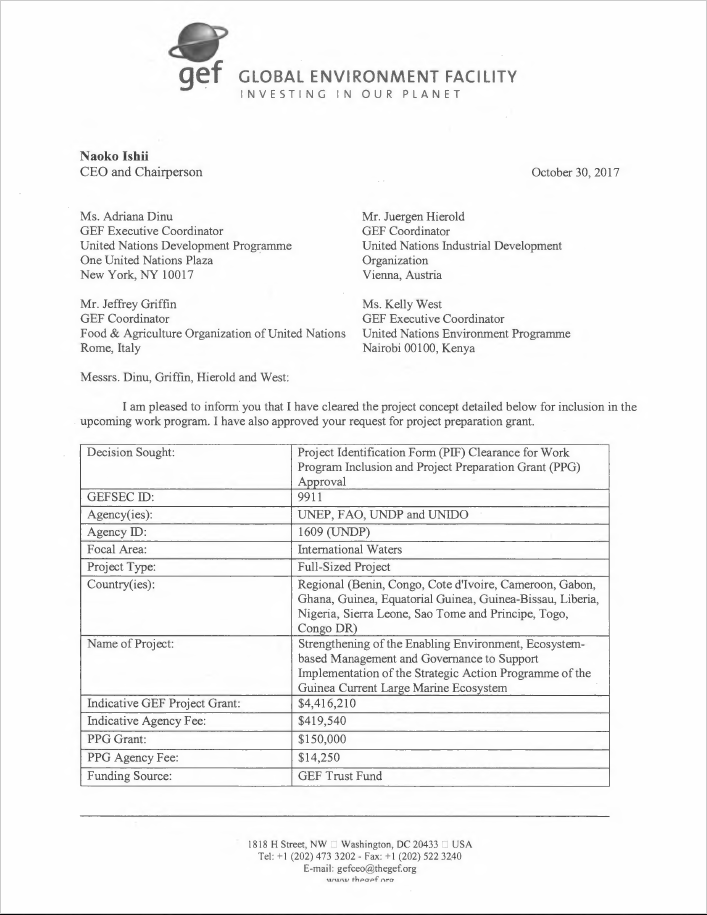 gef GLOBAL ENVIRONMENT FACILITY
INVESTING IN OUR PLANET
Naoko Ishii
CEO and Chairperson
October 30, 2017
Ms. Adriana Dinu
GEF Executive Coordinator
United Nations Development Programme
One United Nations Plaza
New York, NY 10017
Mr. Juergen Hierold
GEF Coordinator
United Nations Industrial Development
Organization
Vienna, Austria
Mr. Jeffrey Griffin
GEF Coordinator
Food & Agriculture Organization of United Nations
Rome, Italy
Ms. Kelly West
GEF Executive Coordinator
United Nations Environment Programme
Nairobi 00100, Kenya
Messrs. Dinu, Griffin, Hierold and West:
I am pleased to inform you that I have cleared the project concept detailed below for inclusion in the
upcoming work program. I have also approved your request for project preparation grant.
Decision Sought: Project Identification Form (PIF) Clearance for Work
Program Inclusion and Project Preparation Grant (PPG)
Approval
GEFSEC ID: 9911
Agency(ies): UNEP, FAO, UNDP and UNIDO
Agency ID: 1609 (UNDP)
Focal Area: International Waters
Project Type: Full-Sized Project
Country(ies): Regional (Benin, Congo, Cote d'Ivoire, Cameroon, Gabon,
Ghana, Guinea, Equatorial Guinea, Guinea-Bissau, Liberia,
Nigeria, Sierra Leone, Sao Tome and Principe, Togo,
Congo DR)
Name of Project: Strengthening of the Enabling Environment, Ecosystem-
based Management and Governance to Support
Implementation of the Strategic Action Programme of the
Guinea Current Large Marine Ecosystem
Indicative GEF Project Grant: $4,416,210
Indicative Agency Fee: $419,540
PPG Grant: $150,000
PPG Agency Fee: $14,250
Funding Source: GEF Trust Fund
1818 H Street, NW □ Washington, DC 20433 □ USA
Tel: +1 (202) 473 3202 - Fax: +1 (202) 522 3240
E-mail: gefceo@thegef.org
www.thegef.org